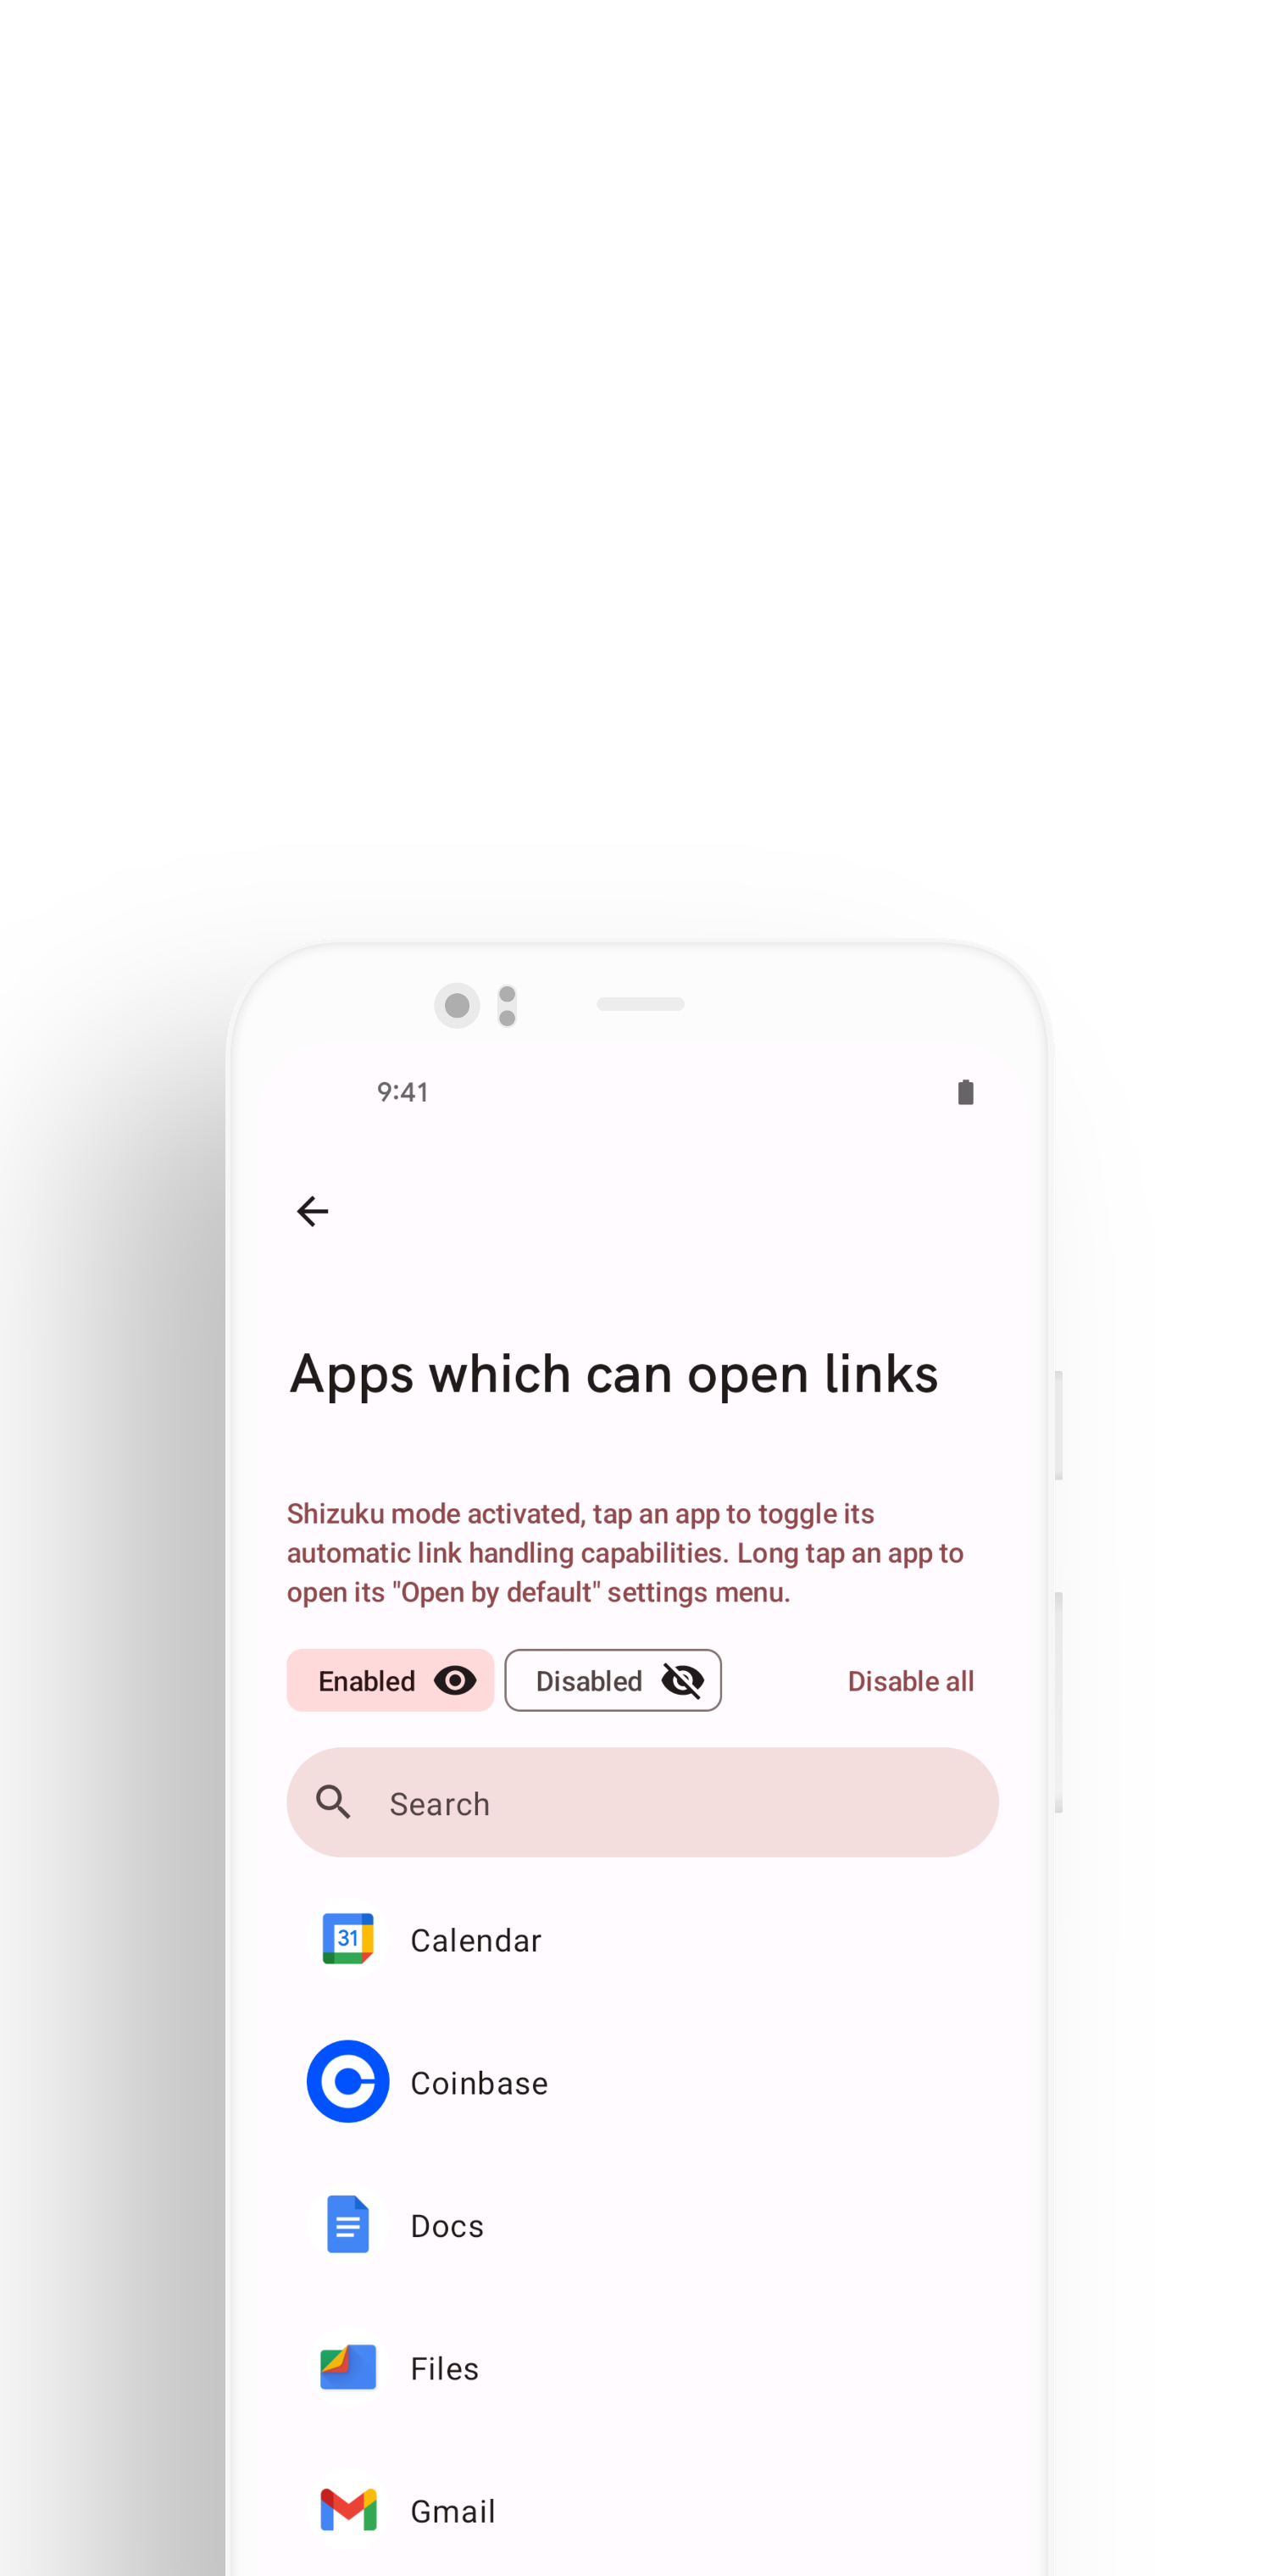 9:41
Apps which can open links
Shizuku mode activated, tap an app to toggle its
automatic link handling capabilities. Long tap an app to
open its "Open by default" settings menu.
Enabled
Disabled
Disable all
Search
31
Calendar
Coinbase
Docs
Files
Gmail